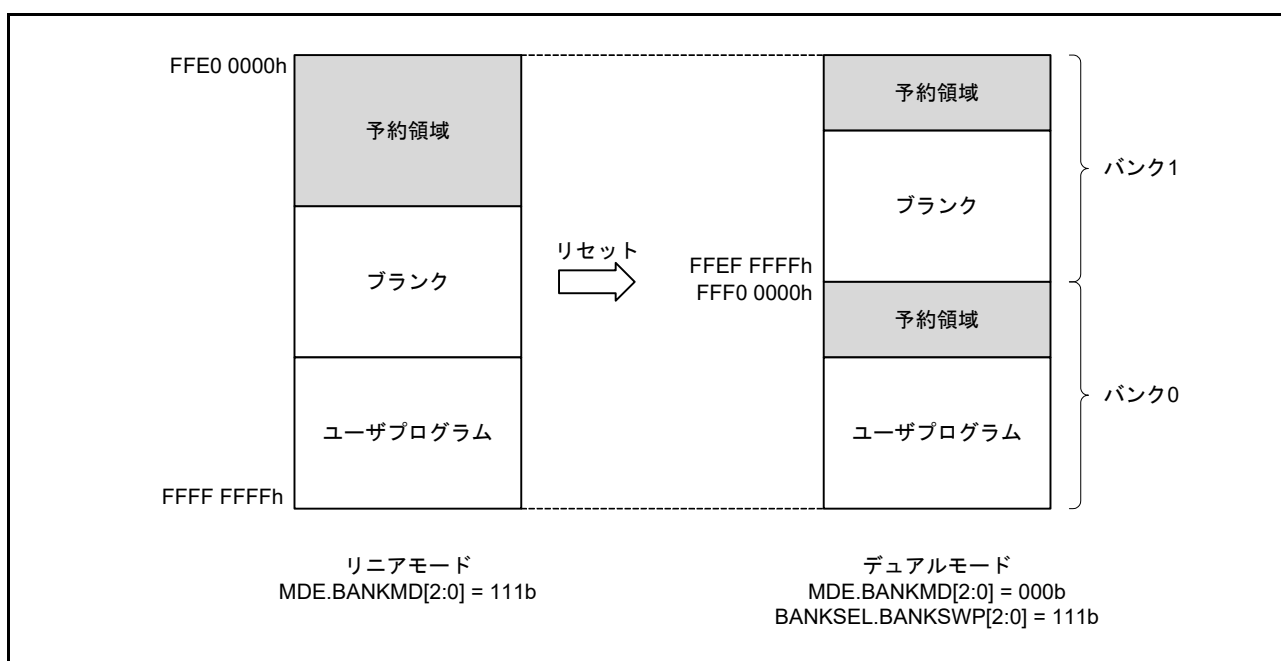 FFE0 0000h
予約領域
ブランク
ユーザプログラム
FFFF FFFFh
リニアモード
MDE.BANKMD[2:0] = 111b
リセット
予約領域
ブランク
バンク1
FFEF FFFFh
FFF0 0000h
予約領域
ユーザプログラム
バンク0
デュアルモード
MDE.BANKMD[2:0] = 000b
BANKSEL.BANKSWP[2:0] = 111b